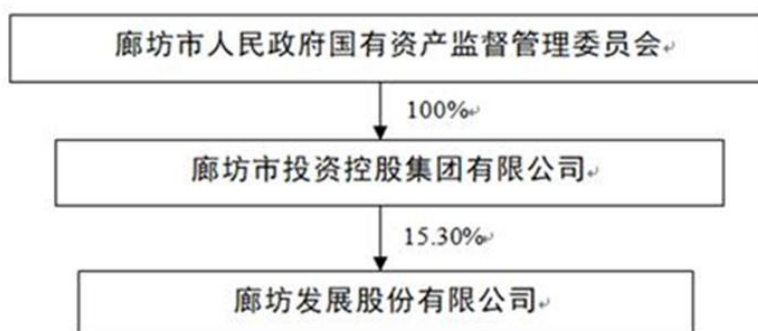 廊坊市人民政府国有资产监督管理委员会
100%
廊坊市投资控股集团有限公司
15.30%
廊坊发展股份有限公司